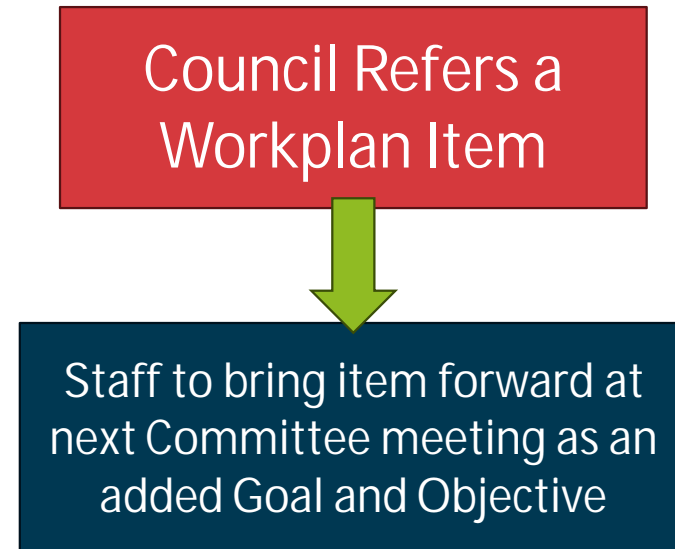 Council Refers a
Workplan Item
Staff to bring item forward at
next Committee meeting as an
added Goal and Objective